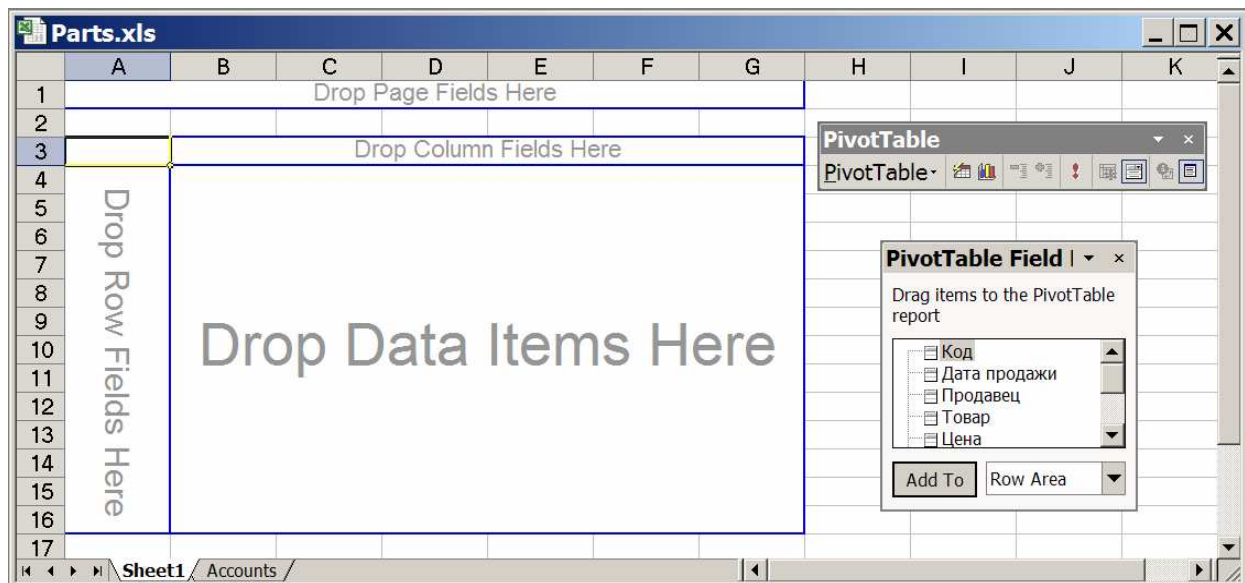 Parts.xls
A B C D E F G H I J K
1 Drop Page Fields Here
2
3 Drop Column Fields Here
PivotTable
PivotTable
4
5
6
7
8
9
10
11
12
13
14
15
16
17
Drop Row Fields Here
Drop Data Items Here
PivotTable Field
Drag items to the PivotTable
report
Код
Дата продажи
Продавец
Товар
Цена
Add To Row Area
Sheet1 Accounts